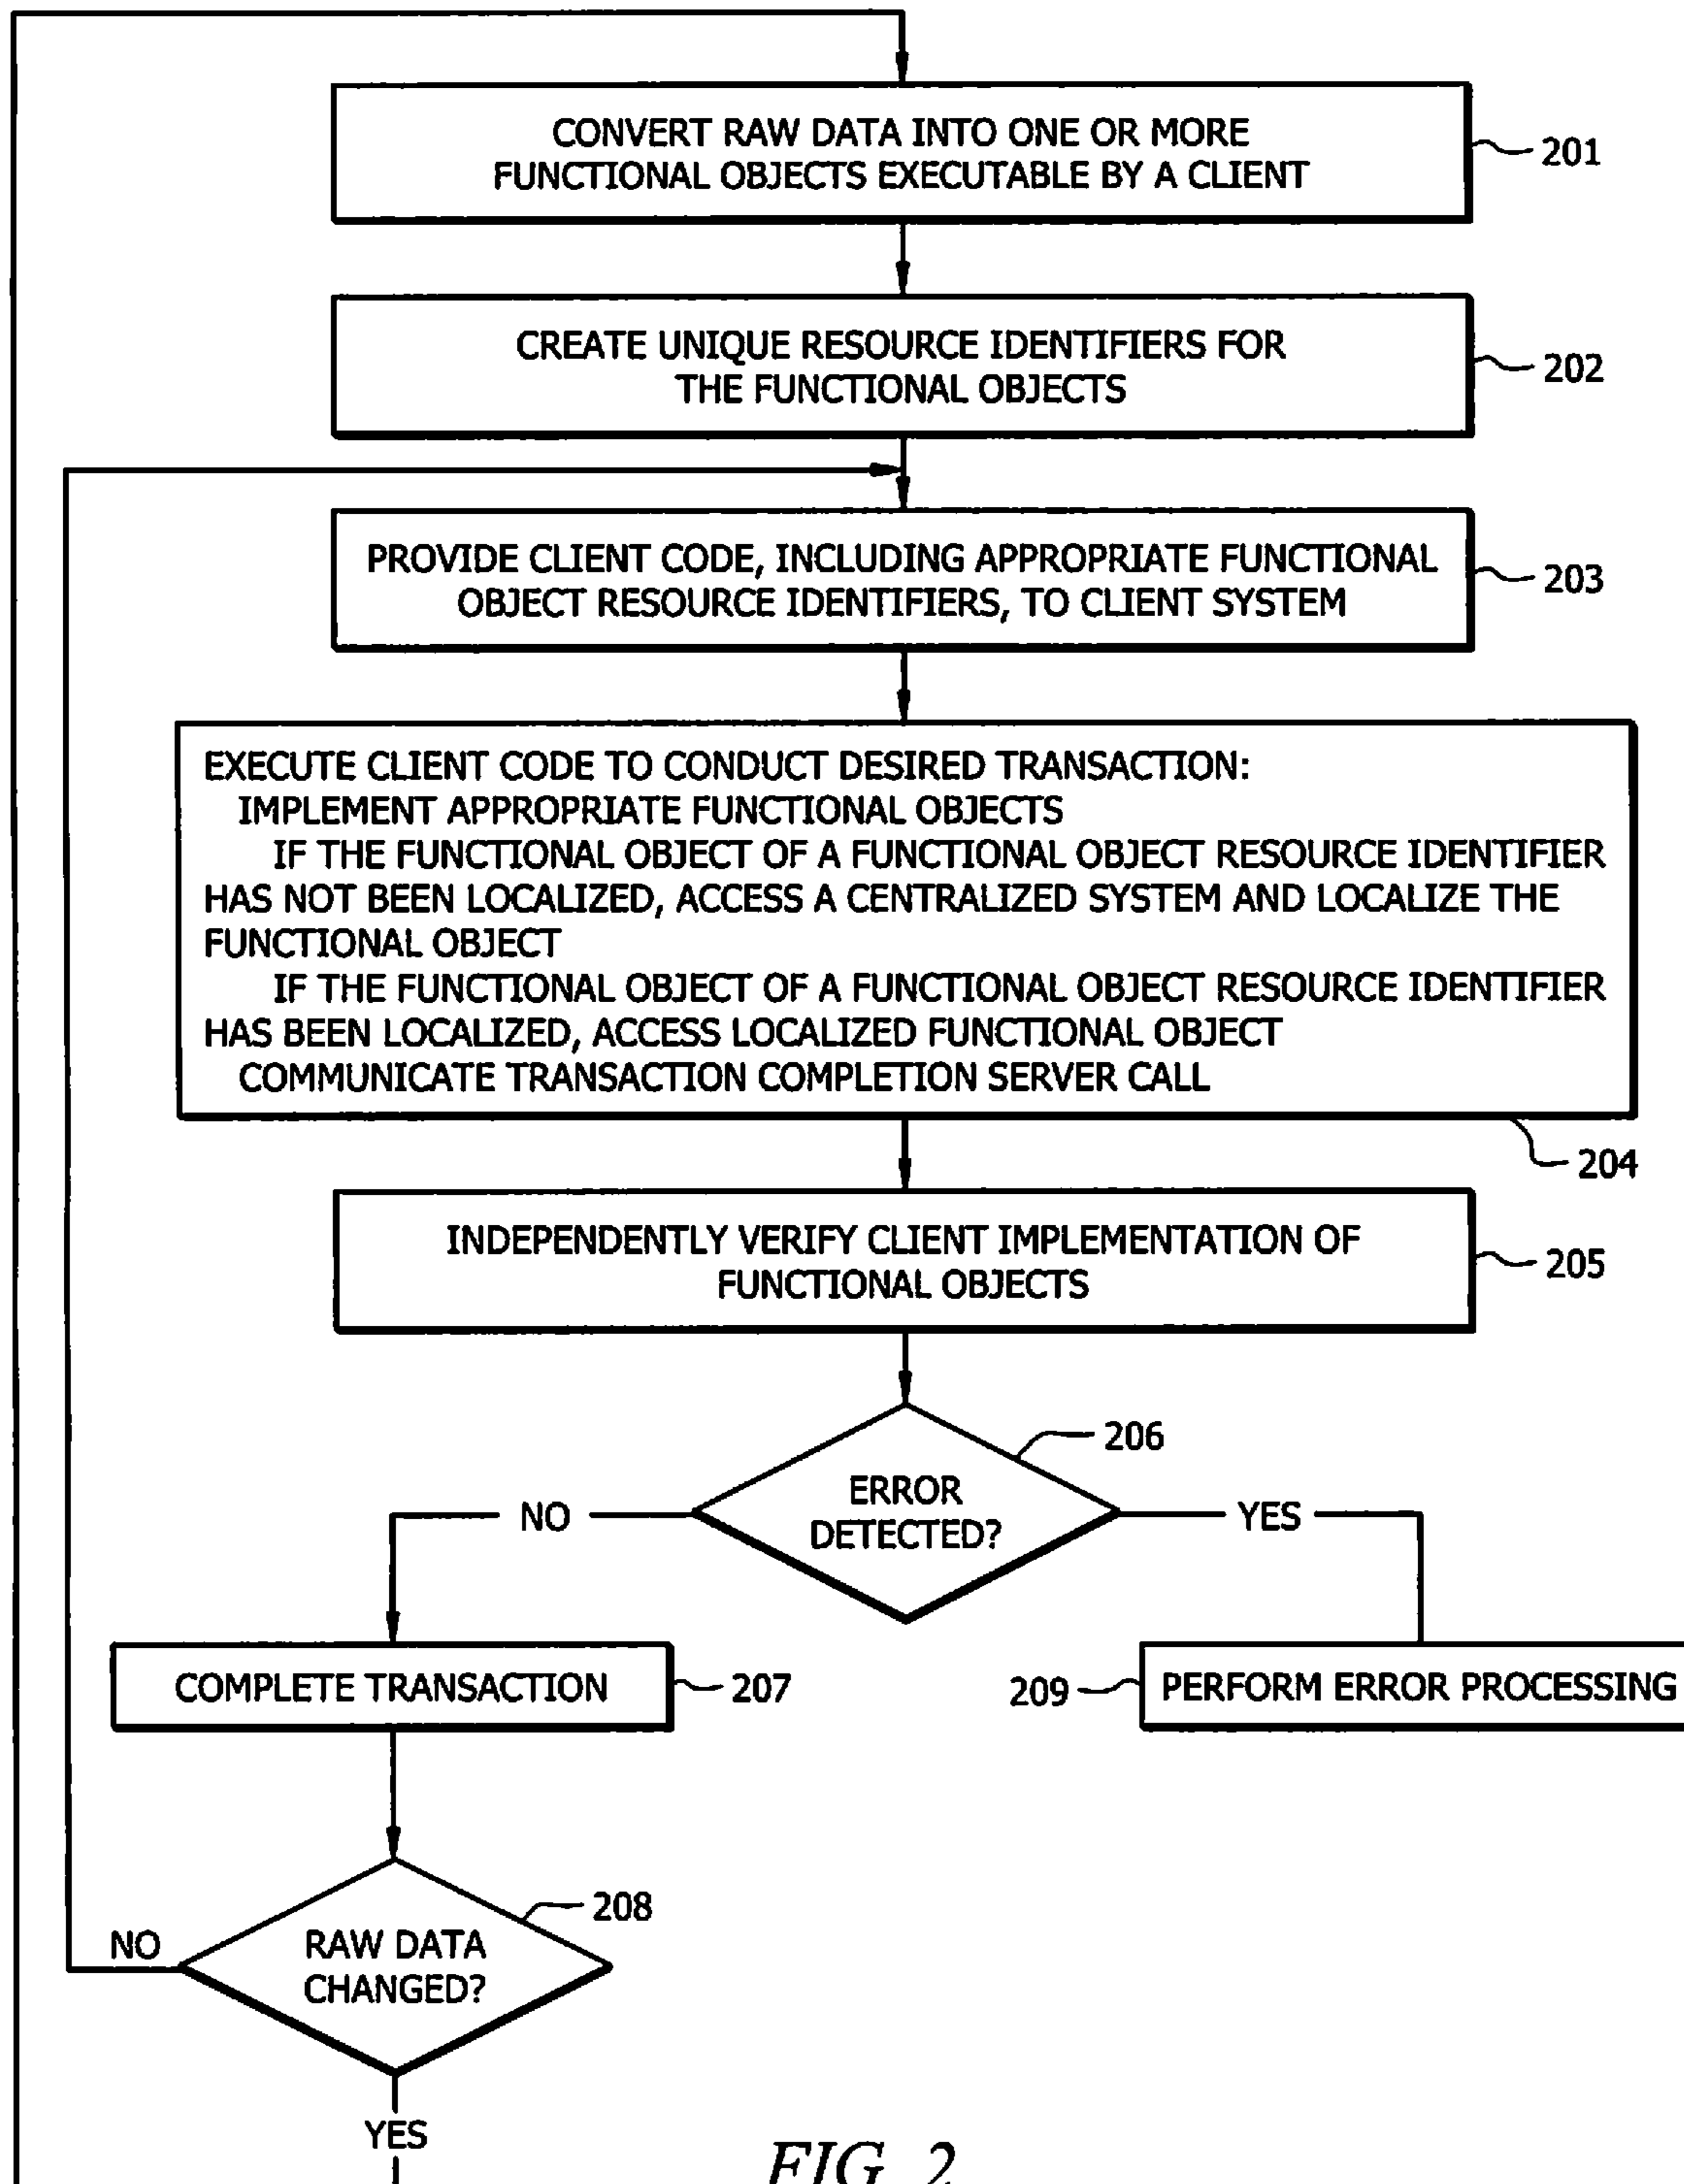 CONVERT RAW DATA INTO ONE OR MORE
FUNCTIONAL OBJECTS EXECUTABLE BY A CLIENT
201
CREATE UNIQUE RESOURCE IDENTIFIERS FOR
THE FUNCTIONAL OBJECTS
202
PROVIDE CLIENT CODE, INCLUDING APPROPRIATE FUNCTIONAL
OBJECT RESOURCE IDENTIFIERS, TO CLIENT SYSTEM
203
EXECUTE CLIENT CODE TO CONDUCT DESIRED TRANSACTION:
IMPLEMENT APPROPRIATE FUNCTIONAL OBJECTS
IF THE FUNCTIONAL OBJECT OF A FUNCTIONAL OBJECT RESOURCE IDENTIFIER
HAS NOT BEEN LOCALIZED, ACCESS A CENTRALIZED SYSTEM AND LOCALIZE THE
FUNCTIONAL OBJECT
IF THE FUNCTIONAL OBJECT OF A FUNCTIONAL OBJECT RESOURCE IDENTIFIER
HAS BEEN LOCALIZED, ACCESS LOCALIZED FUNCTIONAL OBJECT
COMMUNICATE TRANSACTION COMPLETION SERVER CALL
204
INDEPENDENTLY VERIFY CLIENT IMPLEMENTATION OF
FUNCTIONAL OBJECTS
205
206
ERROR
DETECTED?
NO
YES
COMPLETE TRANSACTION
207
209
PERFORM ERROR PROCESSING
208
RAW DATA
CHANGED?
NO
YES
FIG. 2